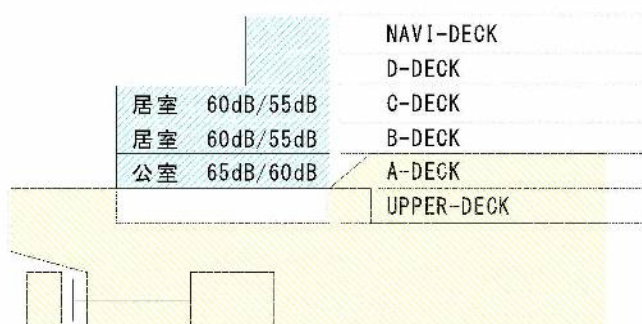 NAVI-DECK
D-DECK
居室 60dB/55dB C-DECK
居室 60dB/55dB B-DECK
公室 65dB/60dB A-DECK
UPPER-DECK